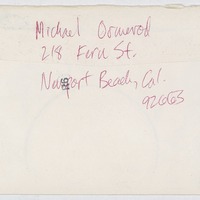 Michael Ormerod
218 Fern St.
Newport Beach, Cal.
92663